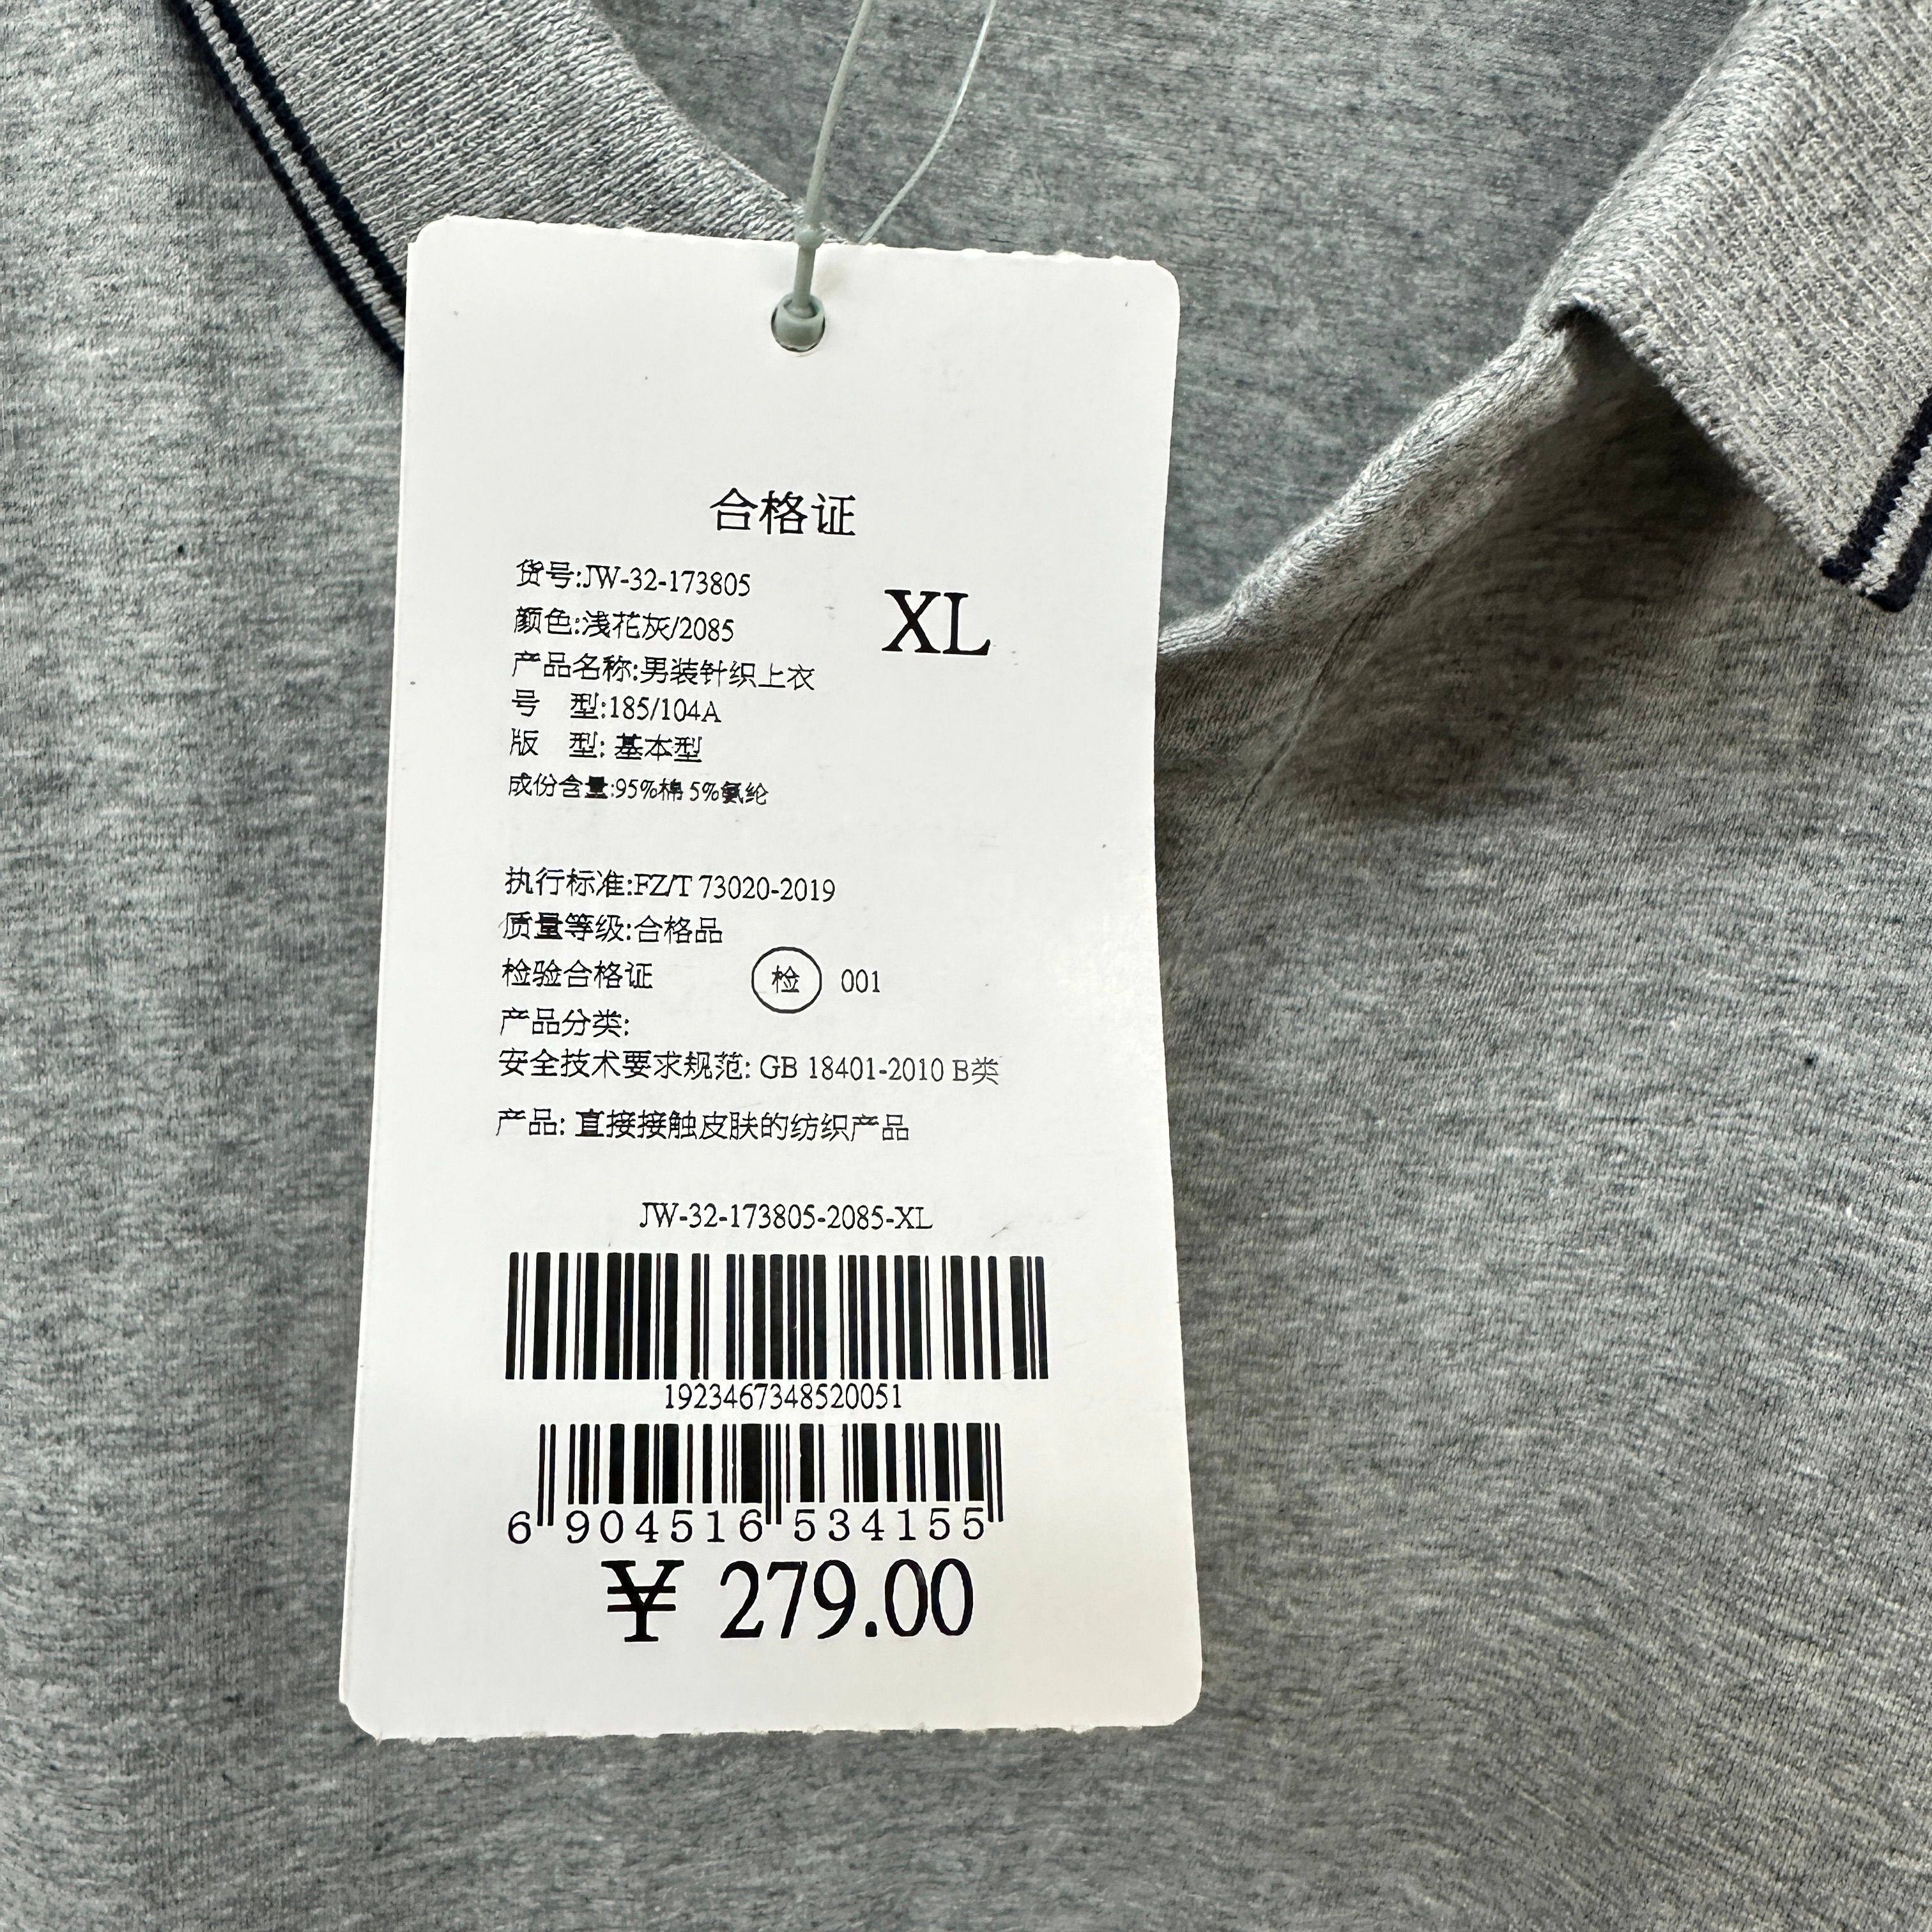 合格证
货号:JW-32-173805
XL
颜色:浅花灰/2085
产品名称:男装针织上衣
号 型:185/104A
版 型: 基本型
成份含量:95%棉 5%氨纶
执行标准:FZ/T 73020-2019
质量等级:合格品
检验合格证 检 001
产品分类:
安全技术要求规范: GB 18401-2010 B类
产品: 直接接触皮肤的纺织产品
JW-32-173805-2085-XL
1923467348520051
6 904516 534155
¥ 279.00